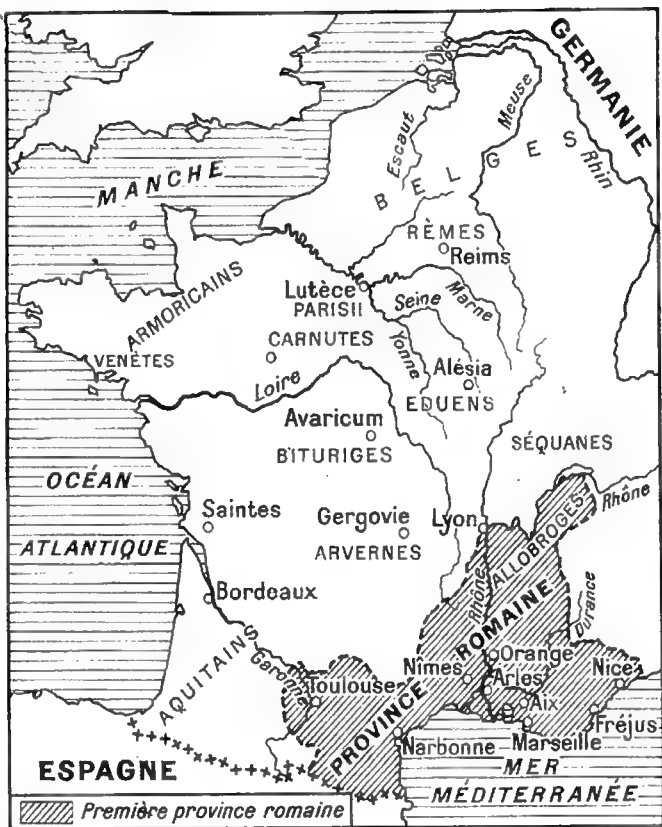 GERMANIE
Meuse
Escaut
BELGES
Rhin
MANCHE
RÈMES
Reims
ARMORICAINS
Lutèce
PARISII
Seine
Marne
CARNUTES
Yonne
VENÈTES
Loire
Alésia
EDUENS
Avaricum
BITURIGES
SÉQUANES
OCÉAN
ATLANTIQUE
Saintes
Gergovie
ARVERNES
Lyon
ALLOBROGES
Rhône
Bordeaux
Rhône
Durance
AQUITAINS
Garonne
Toulouse
PROVINCE ROMAINE
Orange
Nîmes
Arles
Nice
Aix
Fréjus
Narbonne
Marseille
ESPAGNE
MER
MÉDITERRANÉE
Première province romaine